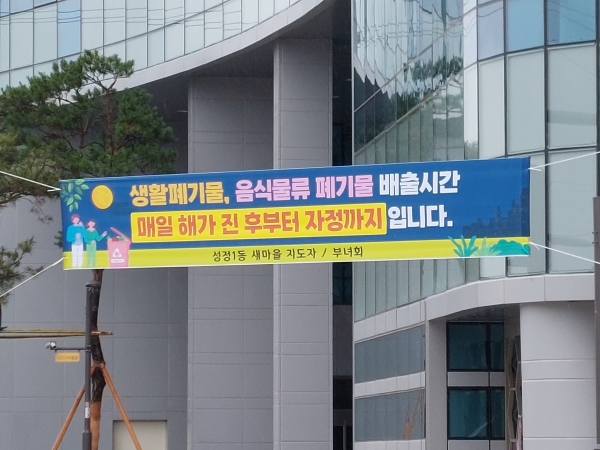 생활폐기물, 음식물류 폐기물 배출시간
매일 해가 진 후부터 자정까지 입니다.
성정1동 새마을 지도자 / 부녀회